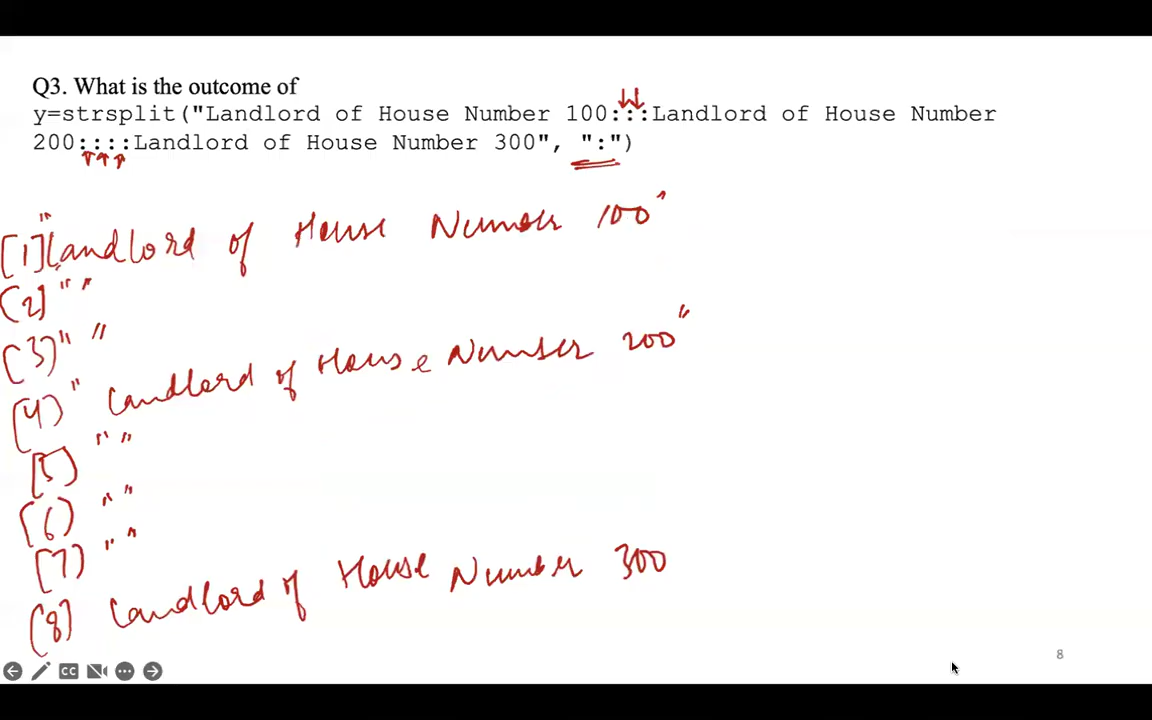 Q3. What is the outcome of
y=strsplit("Landlord of House Number 100:::Landlord of House Number
200::::Landlord of House Number 300", ":")
[1]"Landlord of House Number 100"
[2] " "
[3] " "
[4] " Landlord of House Number 200"
[5] " "
[6] " "
[7] " "
[8] Landlord of House Number 300
CC
8